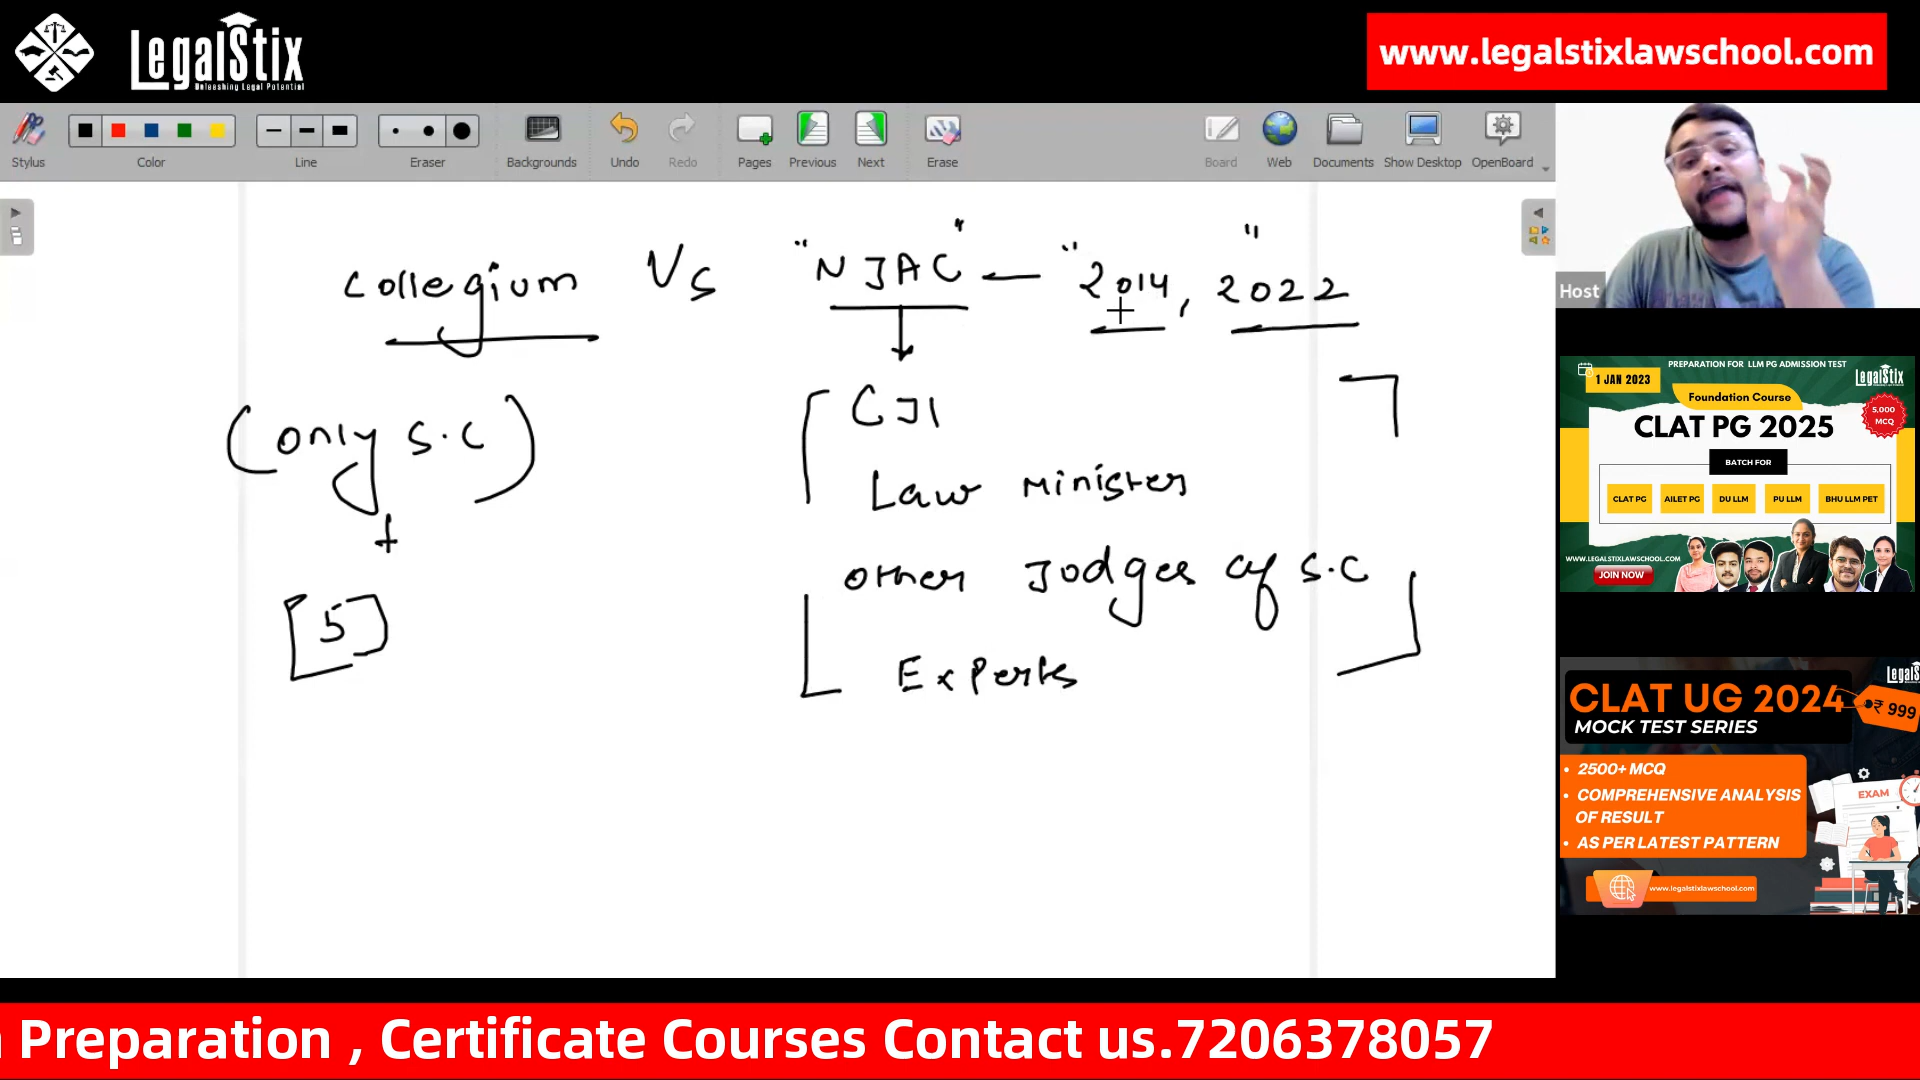 LegalStix
Unleashing Legal Potential
www.legalstixlawschool.com
Stylus
Color
Line
Eraser
Backgrounds
Undo
Redo
Pages
Previous
Next
Erase
Board
Web
Documents
Show Desktop
OpenBoard
Host
Collegium Vs "NJAC" — "2014, 2022"
(only S.C)
+
[5]
CJI
Law Minister
other Judges of S.C
Experts
PREPARATION FOR LLM PG ADMISSION TEST
LegalStix
1 JAN 2023
Foundation Course
5,000
MCQ
CLAT PG 2025
BATCH FOR
CLAT PG
AILET PG
DU LLM
PU LLM
BHU LLM PET
WWW.LEGALSTIXLAWSCHOOL.COM
JOIN NOW
CLAT UG 2024
MOCK TEST SERIES
₹ 999
• 2500+ MCQ
• COMPREHENSIVE ANALYSIS
OF RESULT
• AS PER LATEST PATTERN
EXAM
www.legalstixlawschool.com
Preparation , Certificate Courses Contact us.7206378057